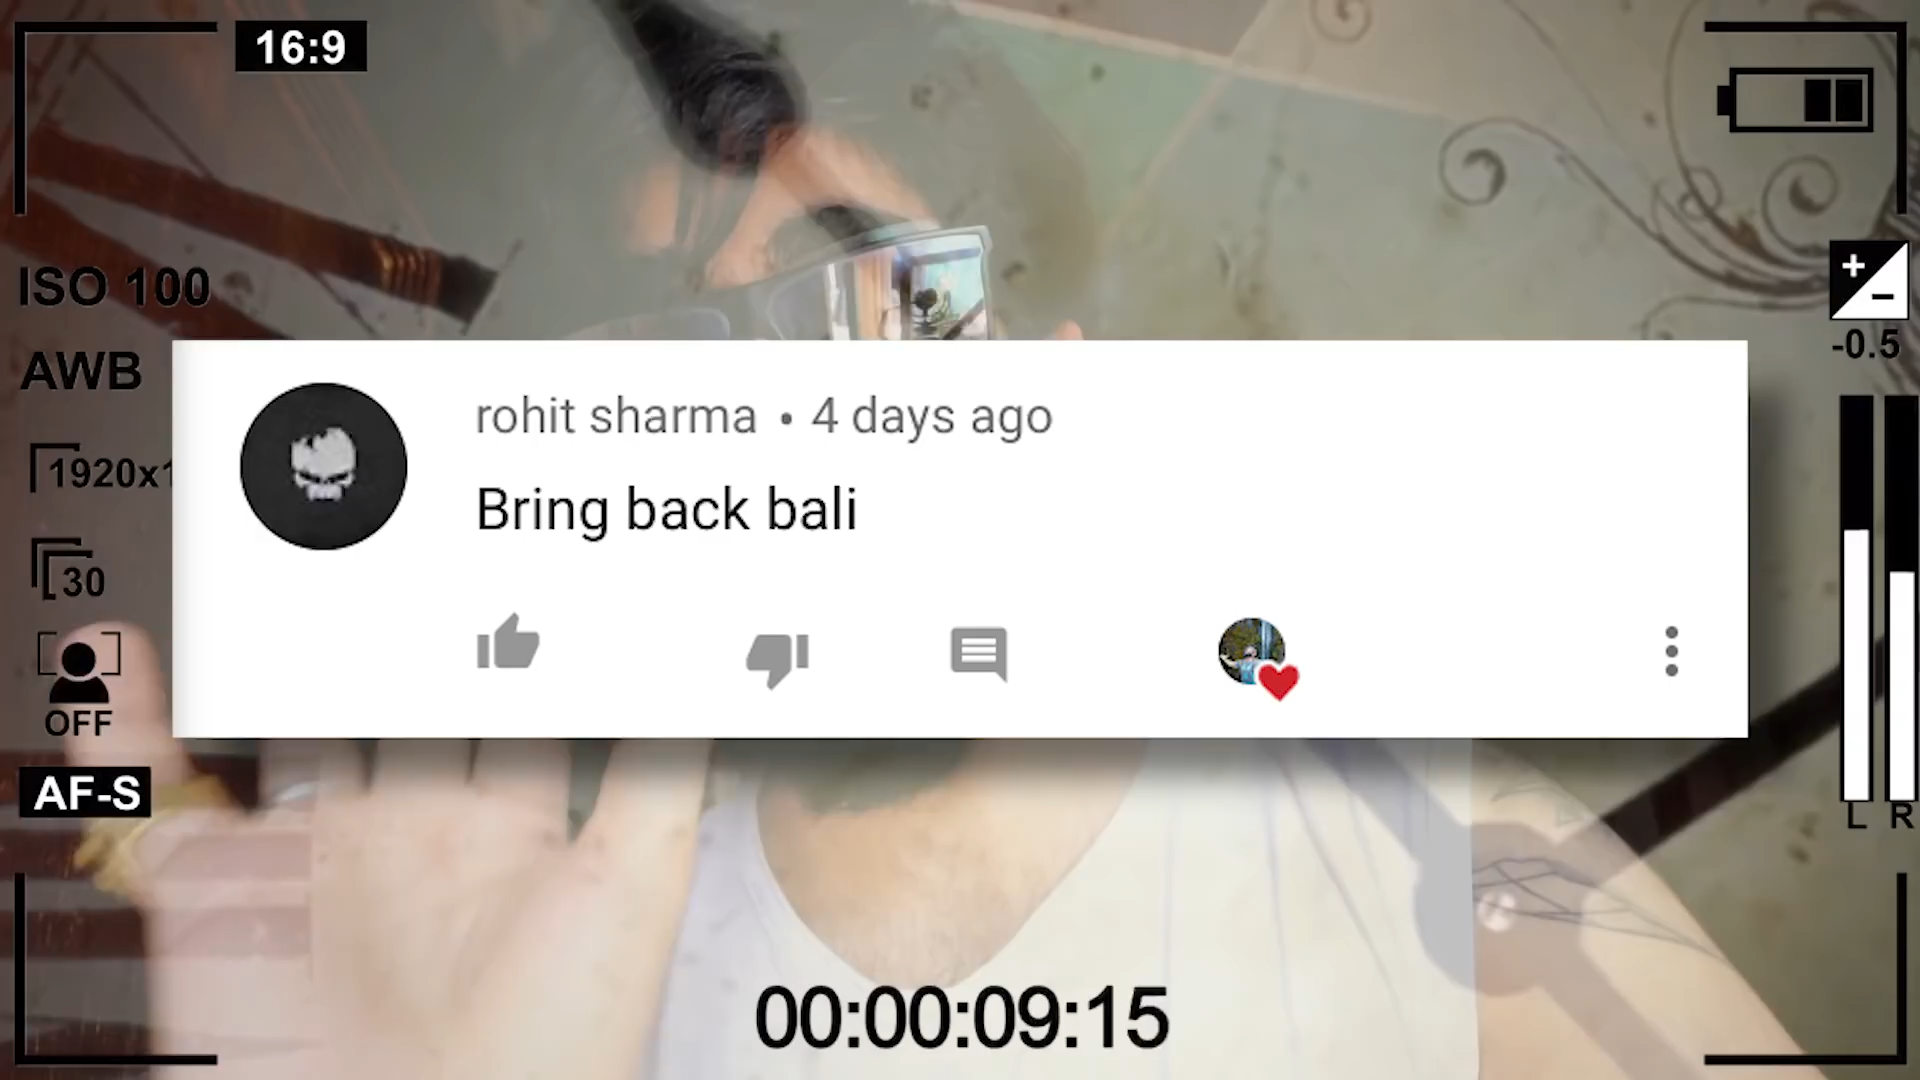 16:9
ISO 100
AWB
-0.5
rohit sharma • 4 days ago
1920x1
Bring back bali
30
OFF
AF-S
L R
00:00:09:15